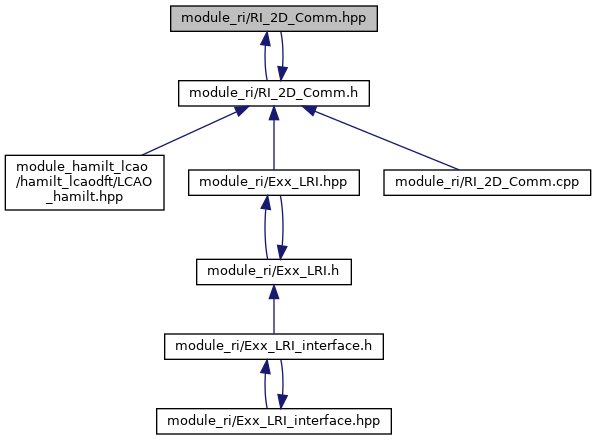 module_ri/RI_2D_Comm.hpp
module_ri/RI_2D_Comm.h
module_hamilt_lcao
/hamilt_lcaodft/LCAO
_hamilt.hpp
module_ri/Exx_LRI.hpp
module_ri/RI_2D_Comm.cpp
module_ri/Exx_LRI.h
module_ri/Exx_LRI_interface.h
module_ri/Exx_LRI_interface.hpp